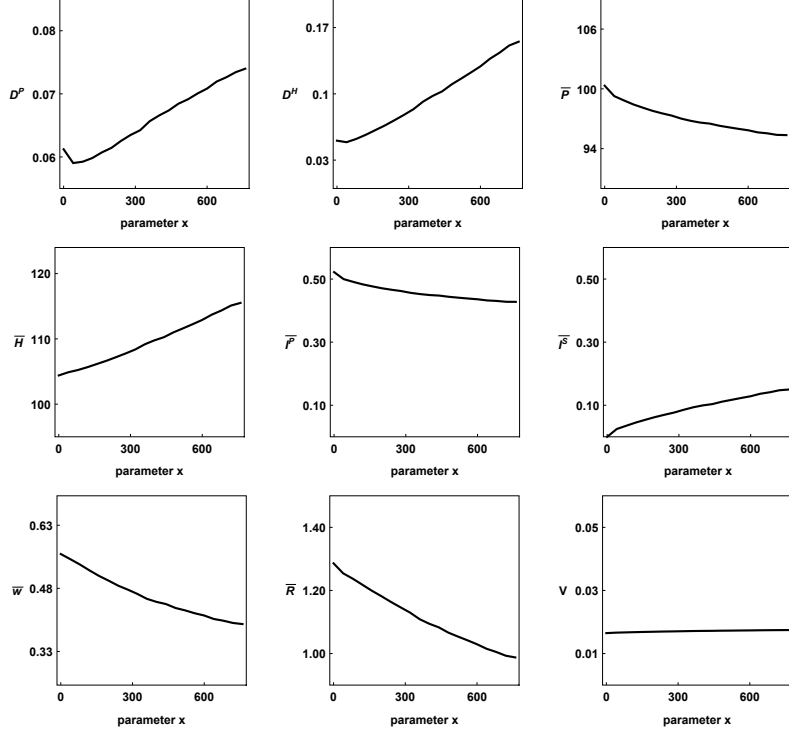 0.08
0.07
0.06
D^P
0 300 600
parameter x
0.17
0.1
0.03
D^H
0 300 600
parameter x
106
100
94
P̅
0 300 600
parameter x
120
110
100
H̅
0 300 600
parameter x
0.50
0.30
0.10
I̅^P̅
0 300 600
parameter x
0.50
0.30
0.10
I̅^S̅
0 300 600
parameter x
0.63
0.48
0.33
w̅
0 300 600
parameter x
1.40
1.20
1.00
R̅
0 300 600
parameter x
0.05
0.03
0.01
V
0 300 600
parameter x